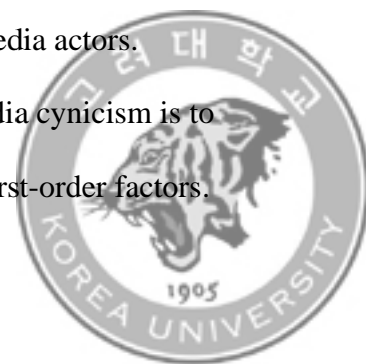 edia actors.
dia cynicism is to
rst-order factors.
고려대학교
1905
KOREA UNIVERSITY